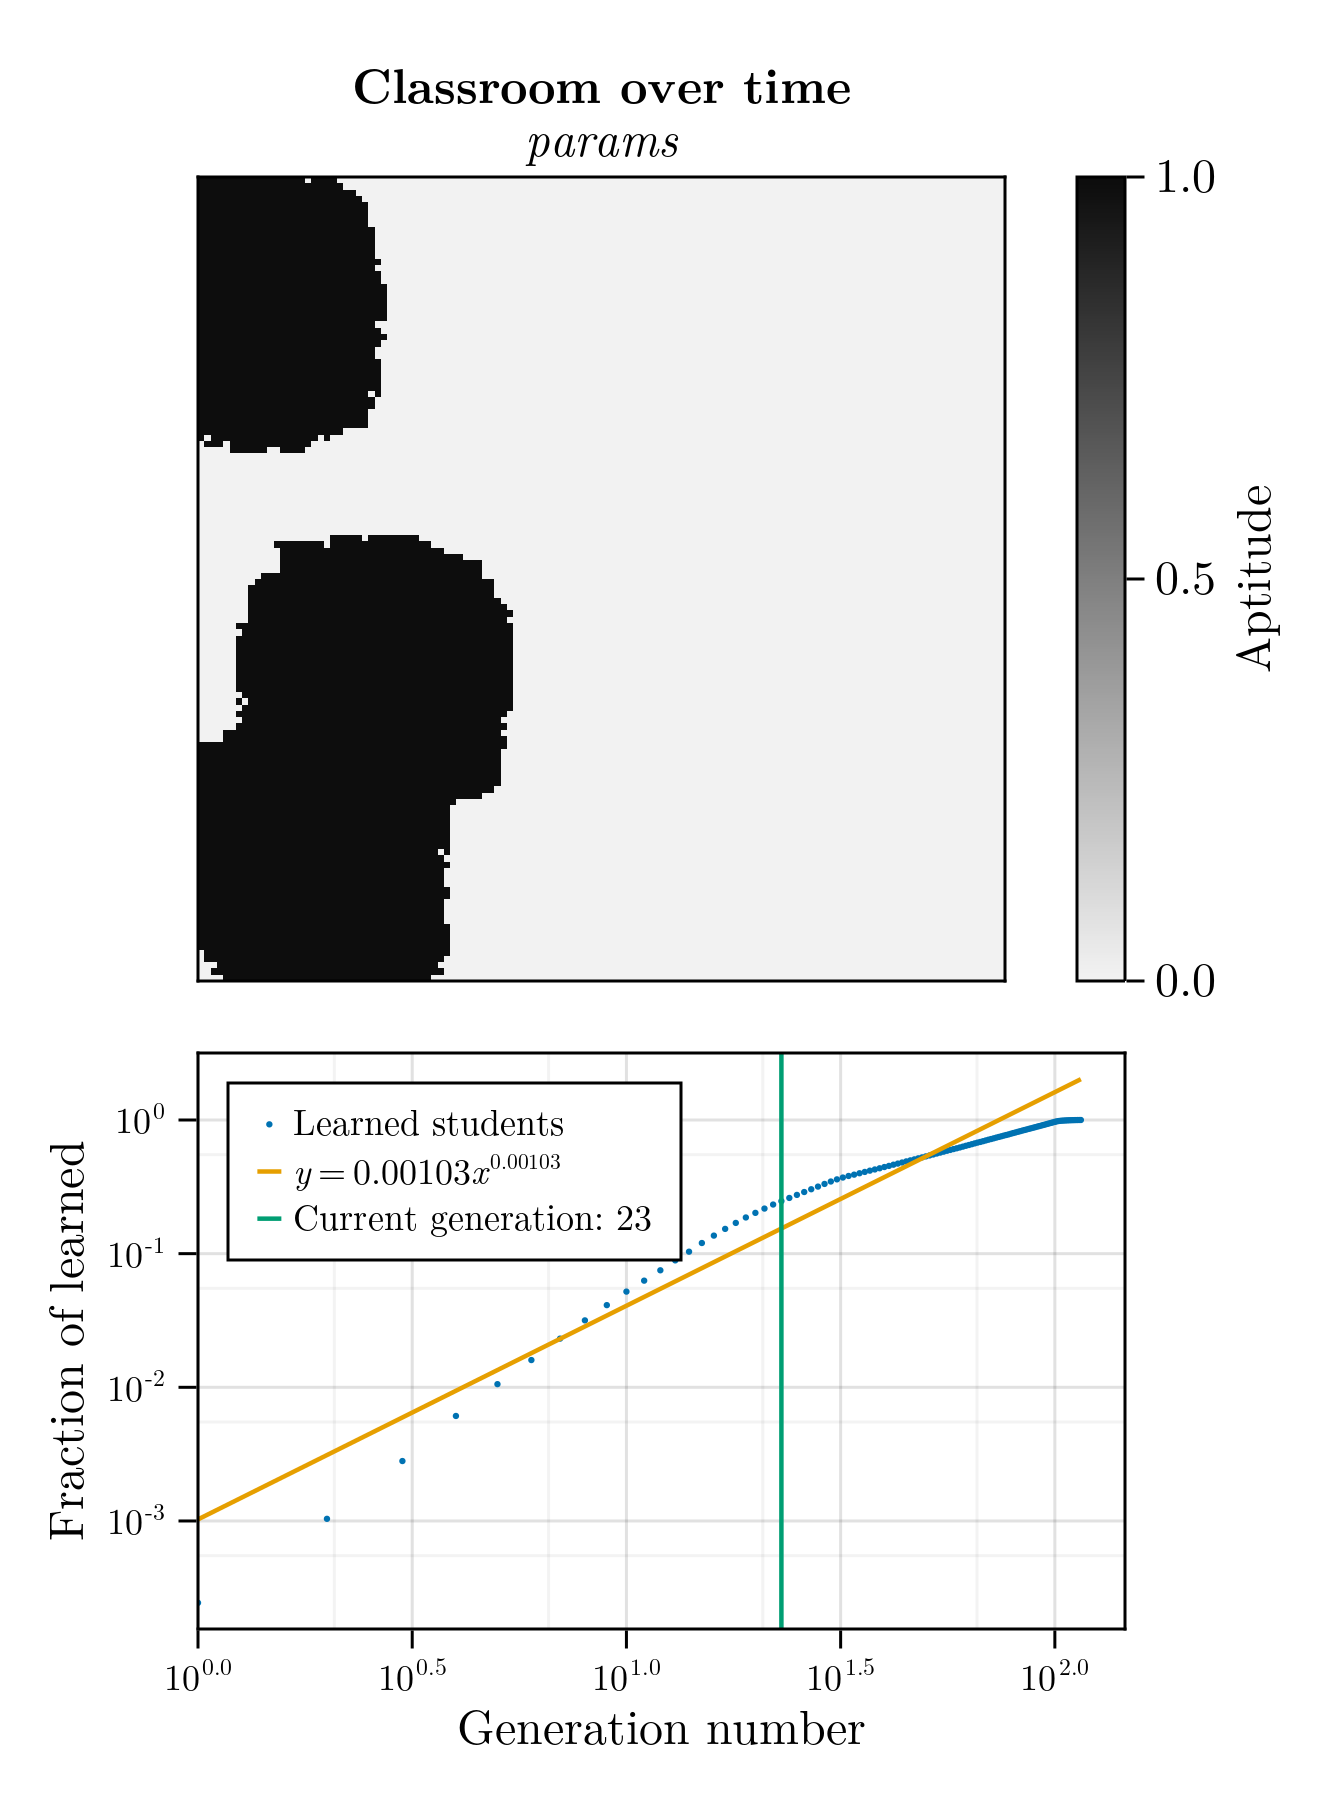 Classroom over time
params
1.0
0.5
0.0
Aptitude
Learned students
y = 0.00103x^0.00103
Current generation: 23
10^0
10^-1
10^-2
10^-3
Fraction of learned
10^0.0 10^0.5 10^1.0 10^1.5 10^2.0
Generation number